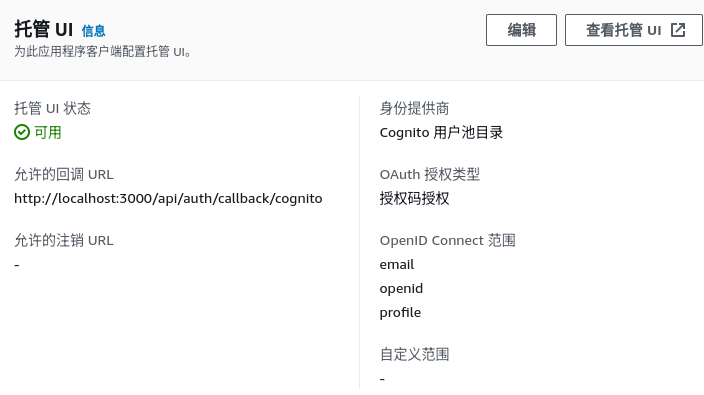 托管 UI 信息
为此应用程序客户端配置托管 UI。
编辑
查看托管 UI
托管 UI 状态
可用
允许的回调 URL
http://localhost:3000/api/auth/callback/cognito
允许的注销 URL
-
身份提供商
Cognito 用户池目录
OAuth 授权类型
授权码授权
OpenID Connect 范围
email
openid
profile
自定义范围
-